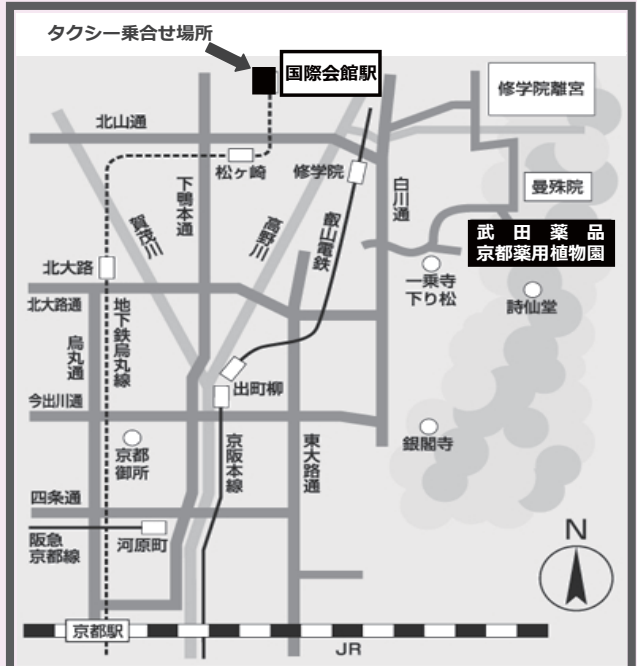 タクシー乗合せ場所
国際会館駅
修学院離宮
北山通
松ヶ崎
修学院
下鴨本通
白川通
曼殊院
賀茂川
高野川
叡山電鉄
武田薬品
京都薬用植物園
北大路
一乗寺
下り松
詩仙堂
北大路通
地下鉄烏丸線
烏丸通
出町柳
今出川通
京都
御所
京阪本線
東大路通
銀閣寺
四条通
阪急
京都線
河原町
N
京都駅
JR